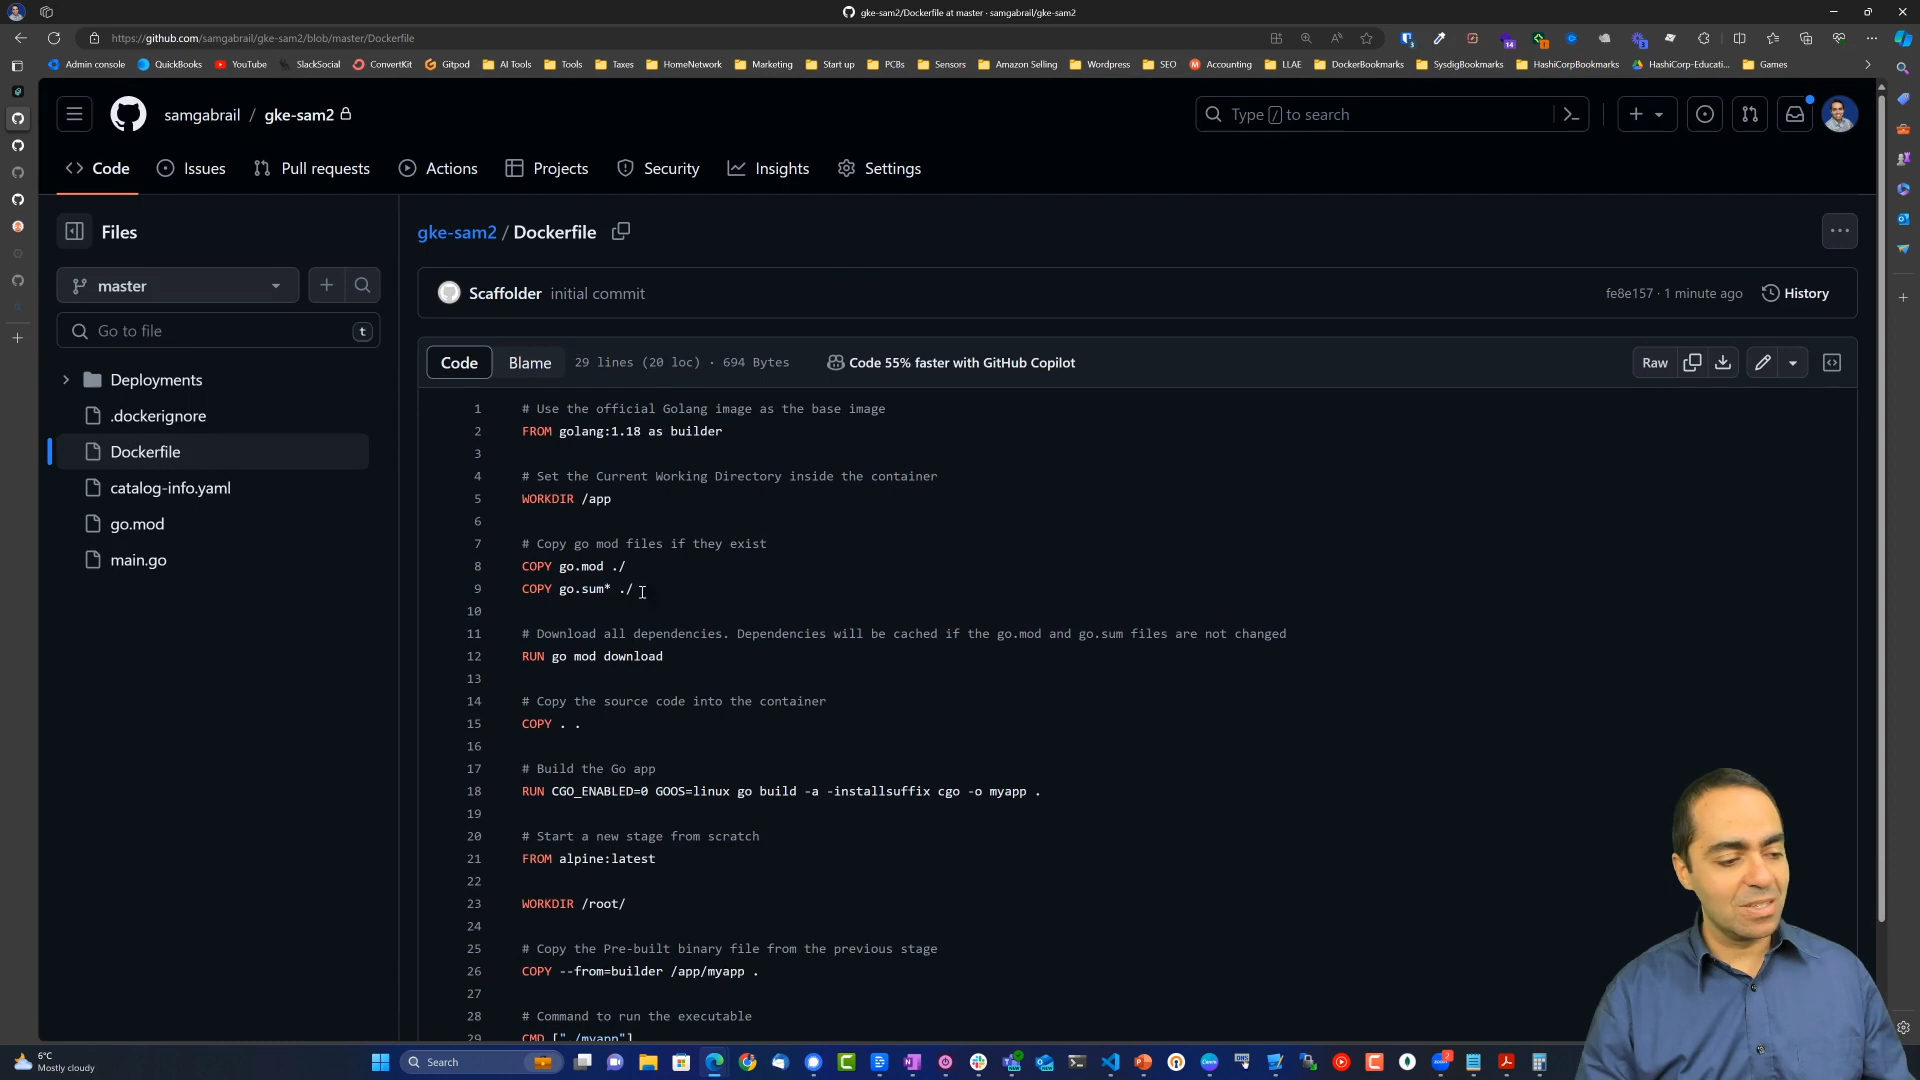 gke-sam2/Dockerfile at master · samgabrail/gke-sam2
https://github.com/samgabrail/gke-sam2/blob/master/Dockerfile
Admin console
QuickBooks
YouTube
SlackSocial
ConvertKit
Gitpod
AI Tools
Tools
Taxes
HomeNetwork
Marketing
Start up
PCBs
Sensors
Amazon Selling
Wordpress
SEO
Accounting
LLAE
DockerBookmarks
SysdigBookmarks
HashiCorpBookmarks
HashiCorp-Educati...
Games
samgabrail / gke-sam2
Type / to search
Code
Issues
Pull requests
Actions
Projects
Security
Insights
Settings
Files
master
Go to file
t
Deployments
.dockerignore
Dockerfile
catalog-info.yaml
go.mod
main.go
gke-sam2 / Dockerfile
Scaffolder initial commit
fe8e157 · 1 minute ago
History
Code
Blame
29 lines (20 loc) · 694 Bytes
Code 55% faster with GitHub Copilot
Raw
1 # Use the official Golang image as the base image
2 FROM golang:1.18 as builder
3
4 # Set the Current Working Directory inside the container
5 WORKDIR /app
6
7 # Copy go mod files if they exist
8 COPY go.mod ./
9 COPY go.sum* ./
10
11 # Download all dependencies. Dependencies will be cached if the go.mod and go.sum files are not changed
12 RUN go mod download
13
14 # Copy the source code into the container
15 COPY . .
16
17 # Build the Go app
18 RUN CGO_ENABLED=0 GOOS=linux go build -a -installsuffix cgo -o myapp .
19
20 # Start a new stage from scratch
21 FROM alpine:latest
22
23 WORKDIR /root/
24
25 # Copy the Pre-built binary file from the previous stage
26 COPY --from=builder /app/myapp .
27
28 # Command to run the executable
29 CMD ["./myapp"]
6°C
Mostly cloudy
Search